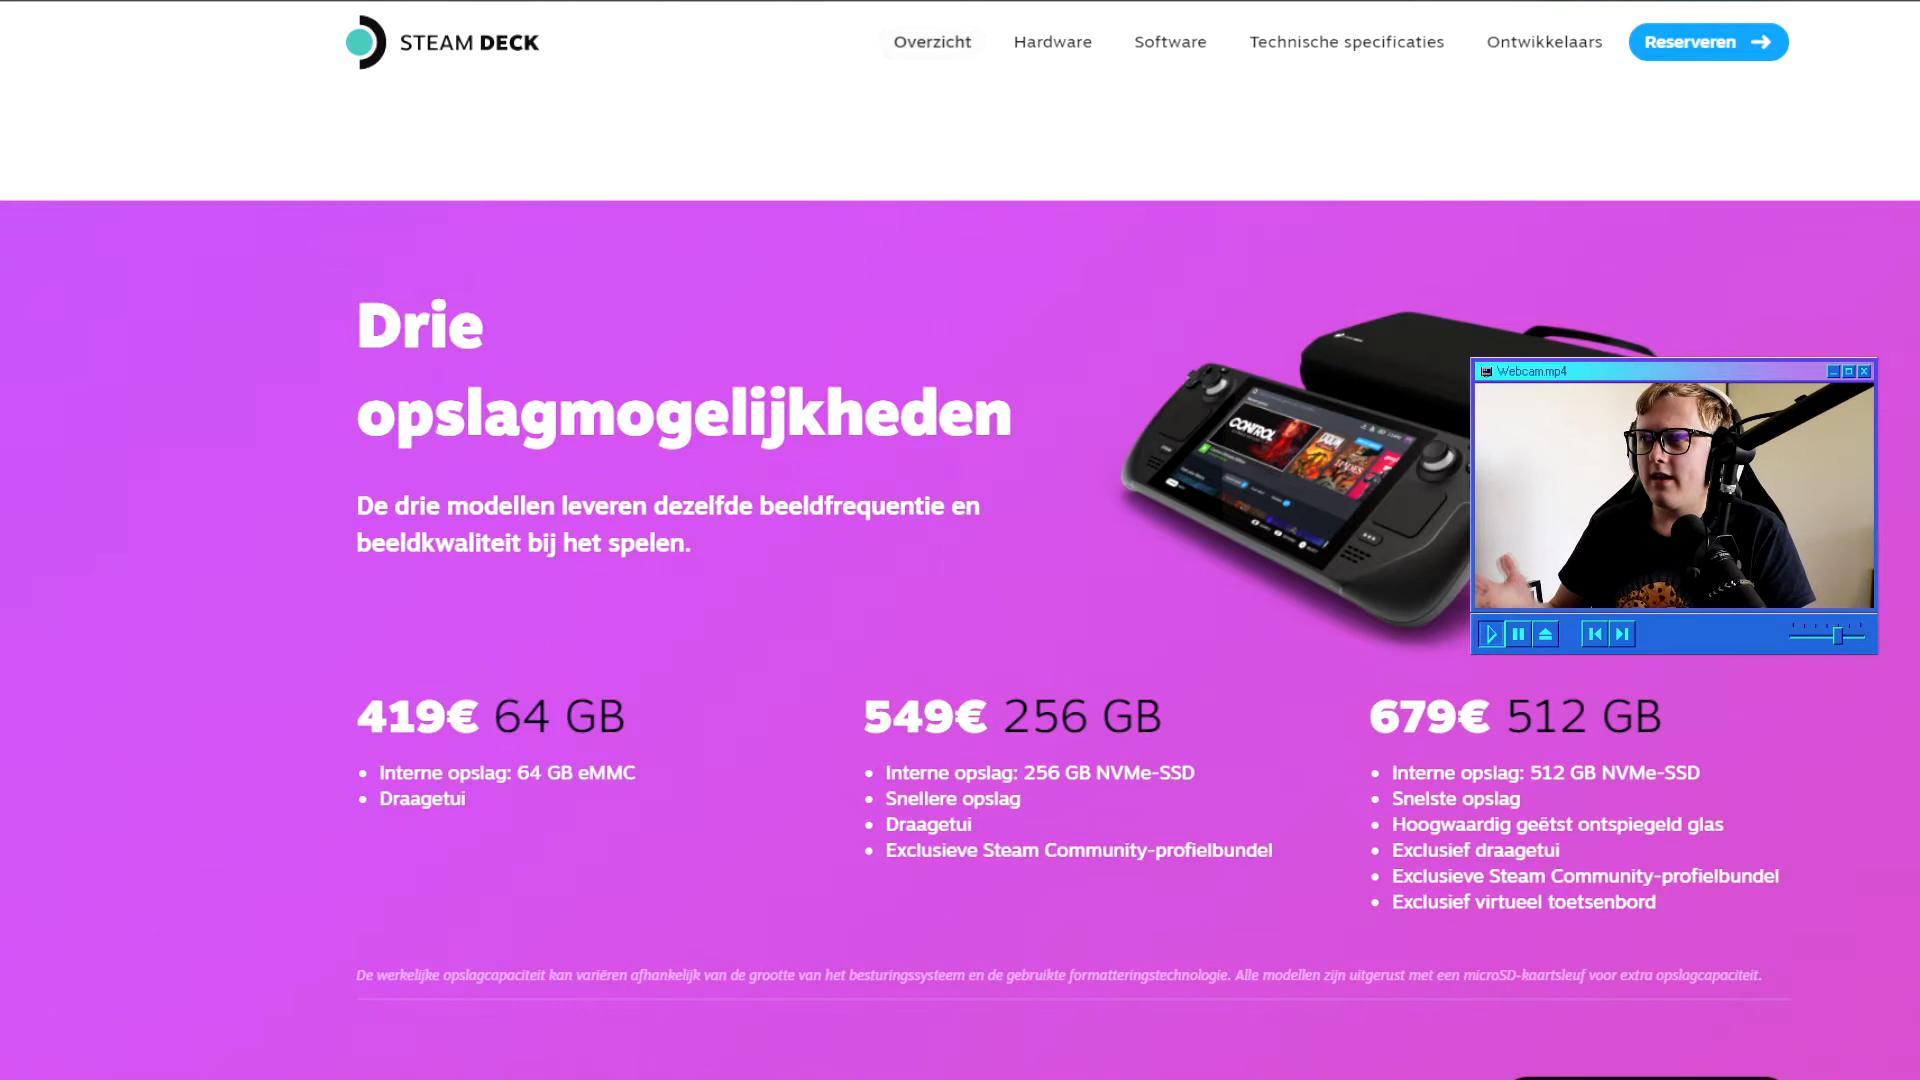 STEAM DECK
Overzicht
Hardware
Software
Technische specificaties
Ontwikkelaars
Reserveren
Drie
opslagmogelijkheden
De drie modellen leveren dezelfde beeldfrequentie en
beeldkwaliteit bij het spelen.
CONTROL
Webcam.mp4
419€ 64 GB
Interne opslag: 64 GB eMMC
Draagetui
549€ 256 GB
Interne opslag: 256 GB NVMe-SSD
Snellere opslag
Draagetui
Exclusieve Steam Community-profielbundel
679€ 512 GB
Interne opslag: 512 GB NVMe-SSD
Snelste opslag
Hoogwaardig geëtst ontspiegeld glas
Exclusief draagetui
Exclusieve Steam Community-profielbundel
Exclusief virtueel toetsenbord
De werkelijke opslagcapaciteit kan variëren afhankelijk van de grootte van het besturingssysteem en de gebruikte formatteringstechnologie. Alle modellen zijn uitgerust met een microSD-kaartsleuf voor extra opslagcapaciteit.